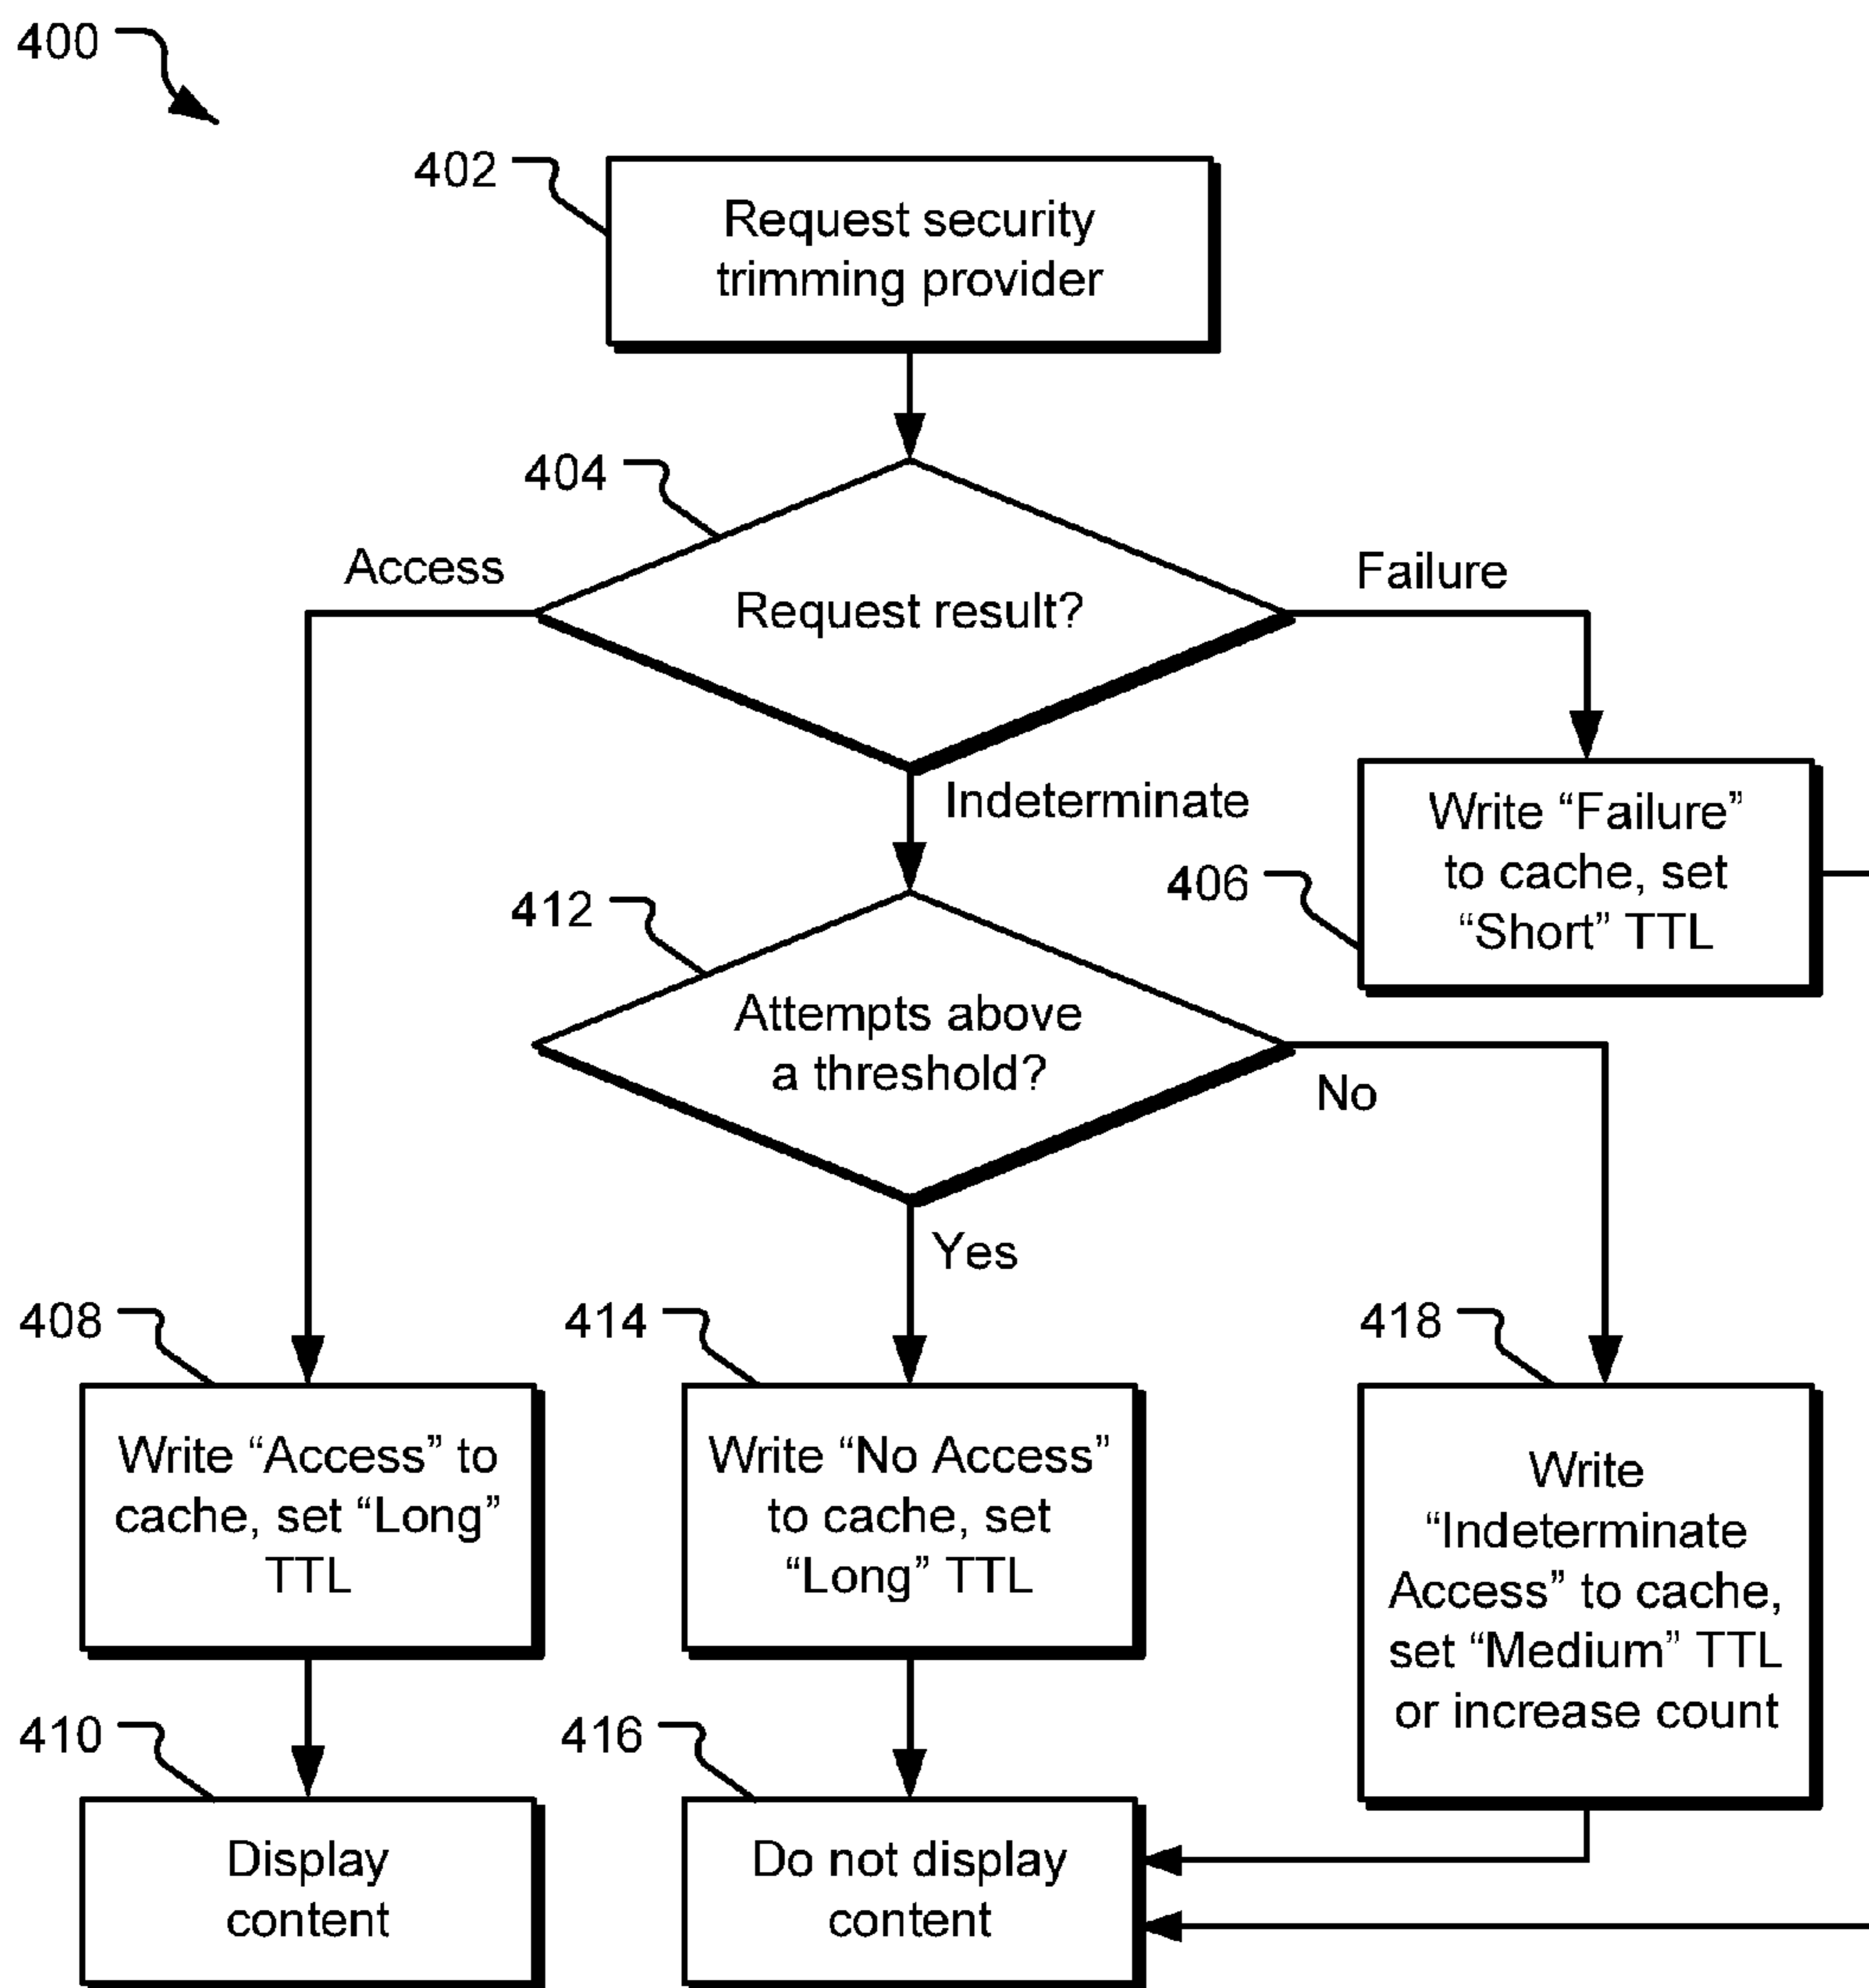 400
402
Request security
trimming provider
404
Access
Failure
Request result?
Indeterminate
Write “Failure”
to cache, set
“Short” TTL
406
412
Attempts above
a threshold?
No
Yes
408
414
418
Write “Access” to
cache, set “Long”
TTL
Write “No Access”
to cache, set
“Long” TTL
Write
“Indeterminate
Access” to cache,
set “Medium” TTL
or increase count
410
416
Display
content
Do not display
content